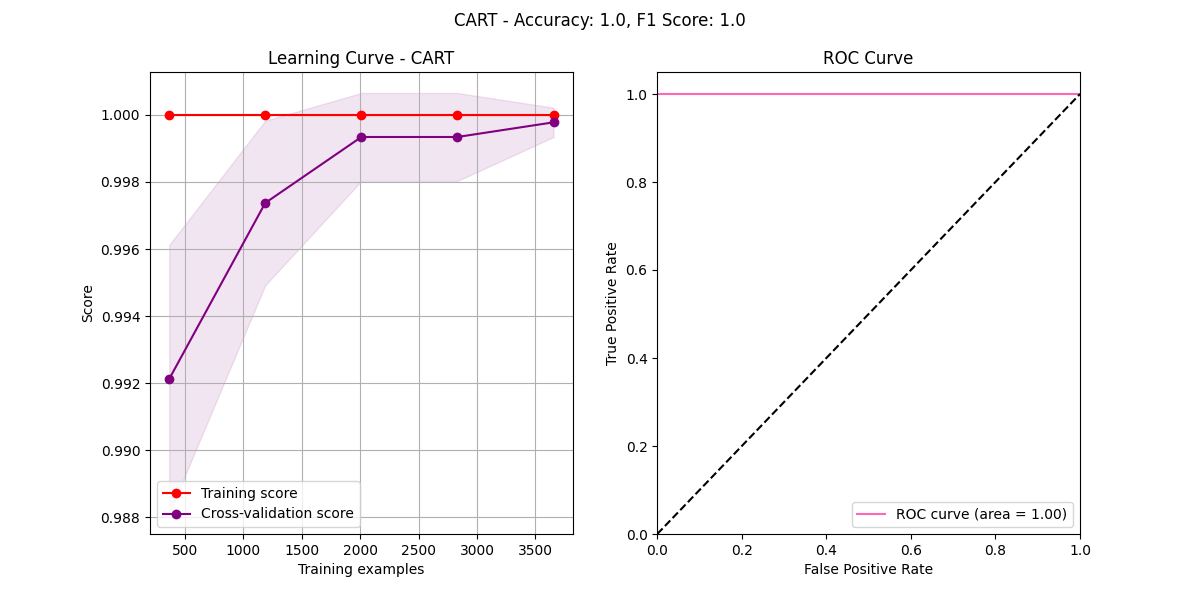 CART - Accuracy: 1.0, F1 Score: 1.0
Learning Curve - CART
Score
1.000
0.998
0.996
0.994
0.992
0.990
0.988
Training score
Cross-validation score
500 1000 1500 2000 2500 3000 3500
Training examples
ROC Curve
True Positive Rate
1.0
0.8
0.6
0.4
0.2
0.0
ROC curve (area = 1.00)
0.0 0.2 0.4 0.6 0.8 1.0
False Positive Rate